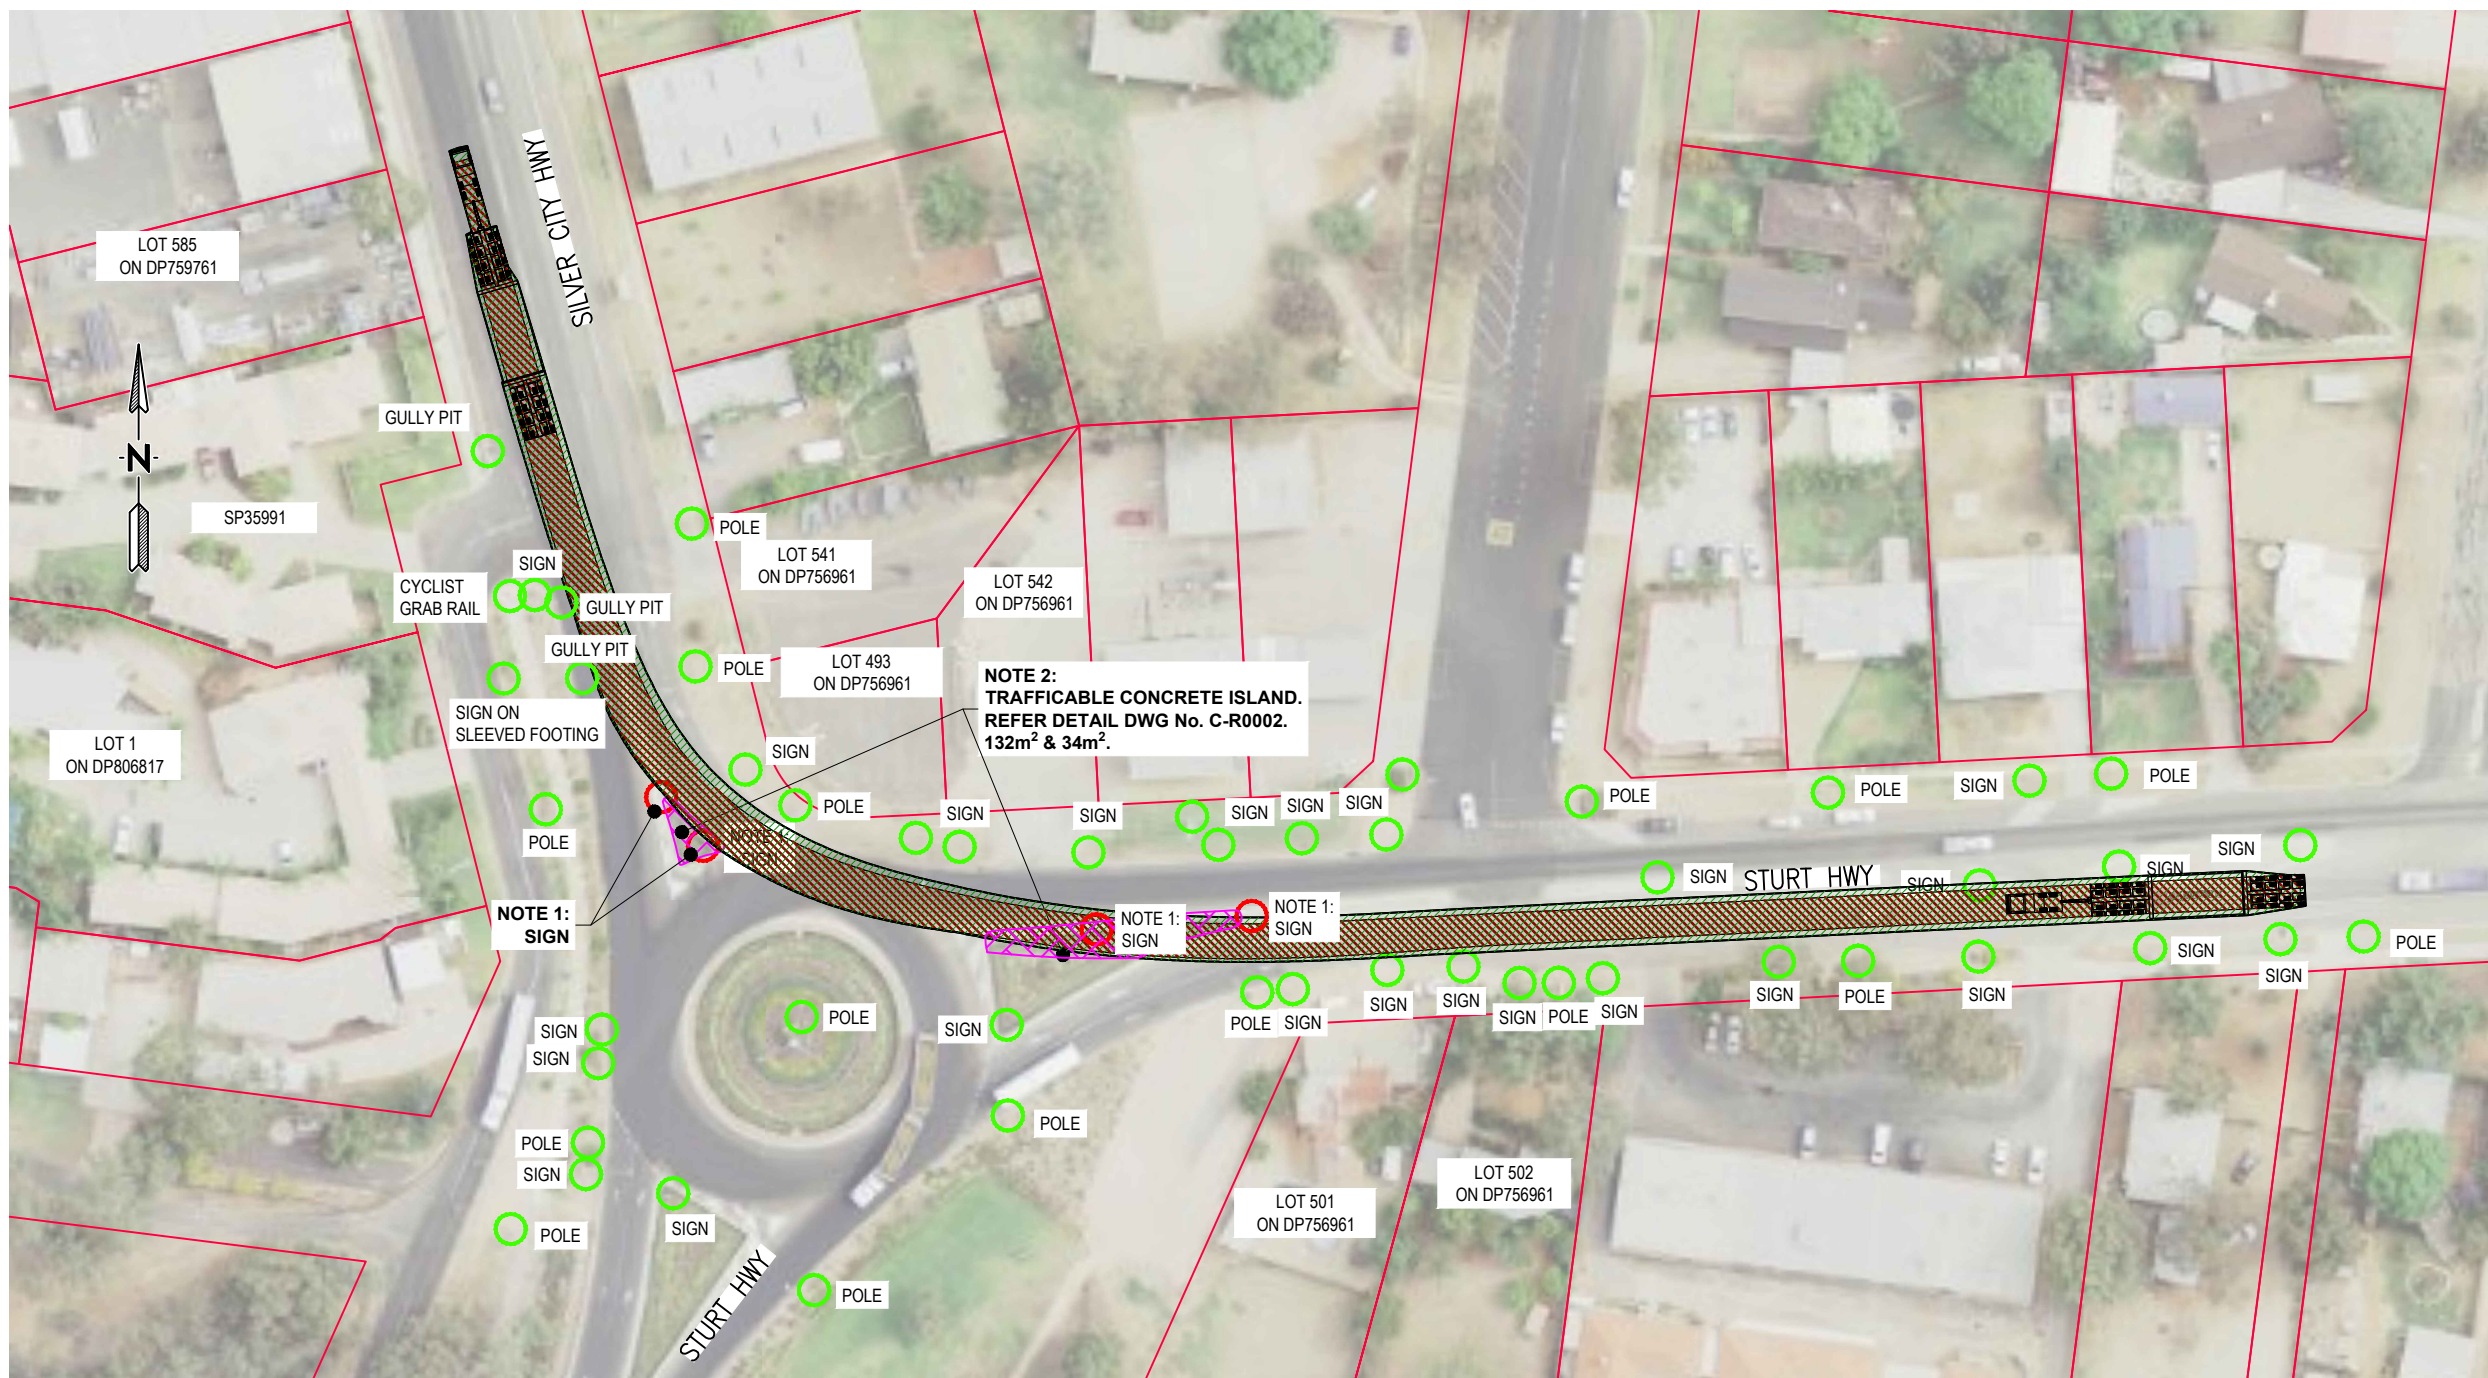 SILVER CITY HWY
LOT 585
ON DP759761
GULLY PIT
N
SP35991
POLE
SIGN
CYCLIST
GRAB RAIL
GULLY PIT
LOT 541
ON DP756961
LOT 542
ON DP756961
GULLY PIT
POLE
LOT 493
ON DP756961
NOTE 2:
TRAFFICABLE CONCRETE ISLAND.
REFER DETAIL DWG No. C-R0002.
132m² & 34m².
SIGN ON
SLEEVED FOOTING
LOT 1
ON DP806817
SIGN
POLE
POLE
SIGN
SIGN
SIGN
SIGN
SIGN
POLE
POLE
SIGN
POLE
NOTE 1:
SIGN
NOTE 1:
SIGN
NOTE 1:
SIGN
NOTE 1:
SIGN
SIGN
STURT HWY
SIGN
SIGN
SIGN
POLE
SIGN
SIGN
POLE
SIGN
POLE
SIGN
SIGN
SIGN
SIGN
POLE
SIGN
SIGN
POLE
SIGN
SIGN
POLE
SIGN
POLE
POLE
SIGN
POLE
SIGN
POLE
STURT HWY
LOT 501
ON DP756961
LOT 502
ON DP756961